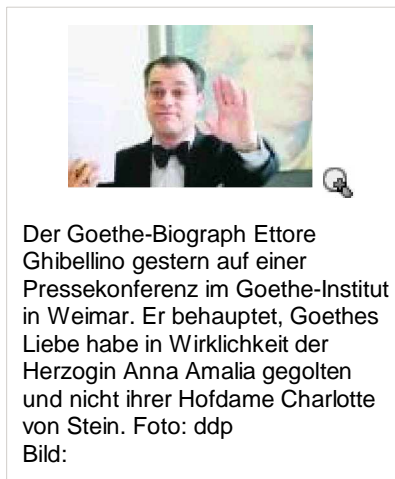 Der Goethe-Biograph Ettore
Ghibellino gestern auf einer
Pressekonferenz im Goethe-Institut
in Weimar. Er behauptet, Goethes
Liebe habe in Wirklichkeit der
Herzogin Anna Amalia gegolten
und nicht ihrer Hofdame Charlotte
von Stein. Foto: ddp
Bild: